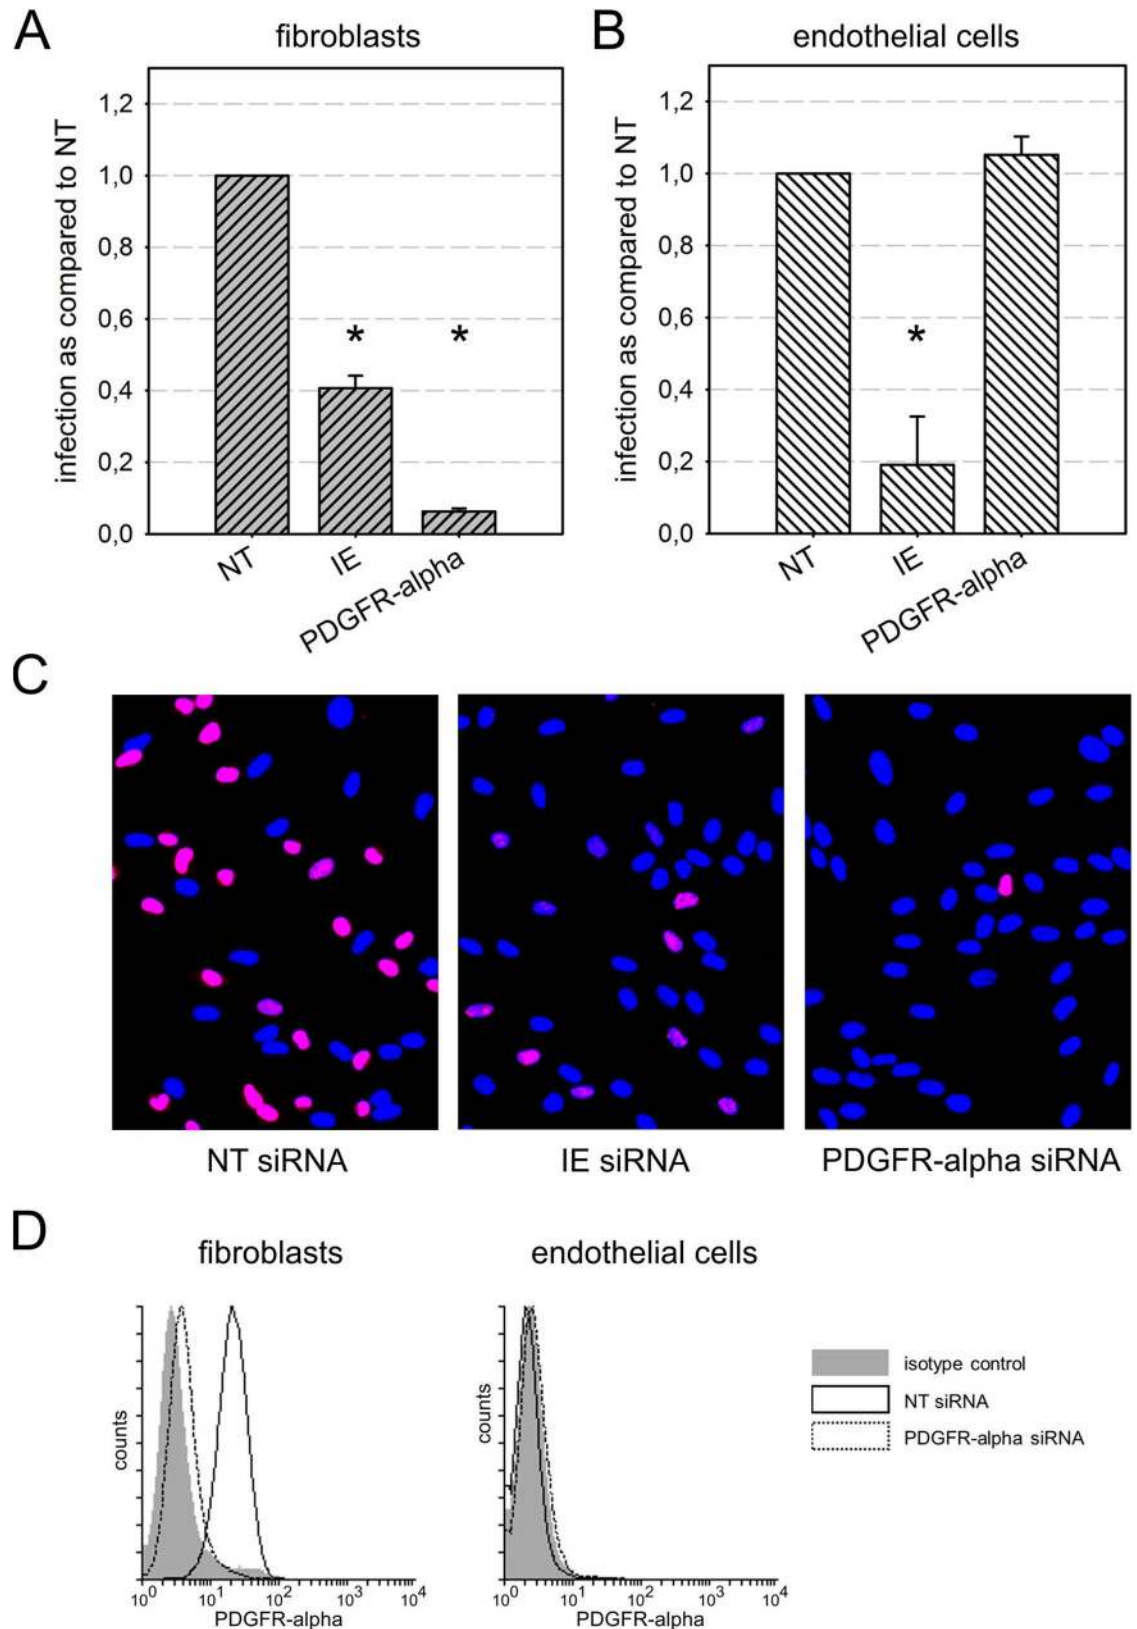 A
fibroblasts
infection as compared to NT
1,2
1,0
0,8
0,6
0,4
0,2
0,0
*
*
NT
IE
PDGFR-alpha
B
endothelial cells
infection as compared to NT
1,2
1,0
0,8
0,6
0,4
0,2
0,0
*
NT
IE
PDGFR-alpha
C
NT siRNA
IE siRNA
PDGFR-alpha siRNA
D
fibroblasts
counts
10⁰ 10¹ 10² 10³ 10⁴
PDGFR-alpha
endothelial cells
counts
10⁰ 10¹ 10² 10³ 10⁴
PDGFR-alpha
isotype control
NT siRNA
PDGFR-alpha siRNA